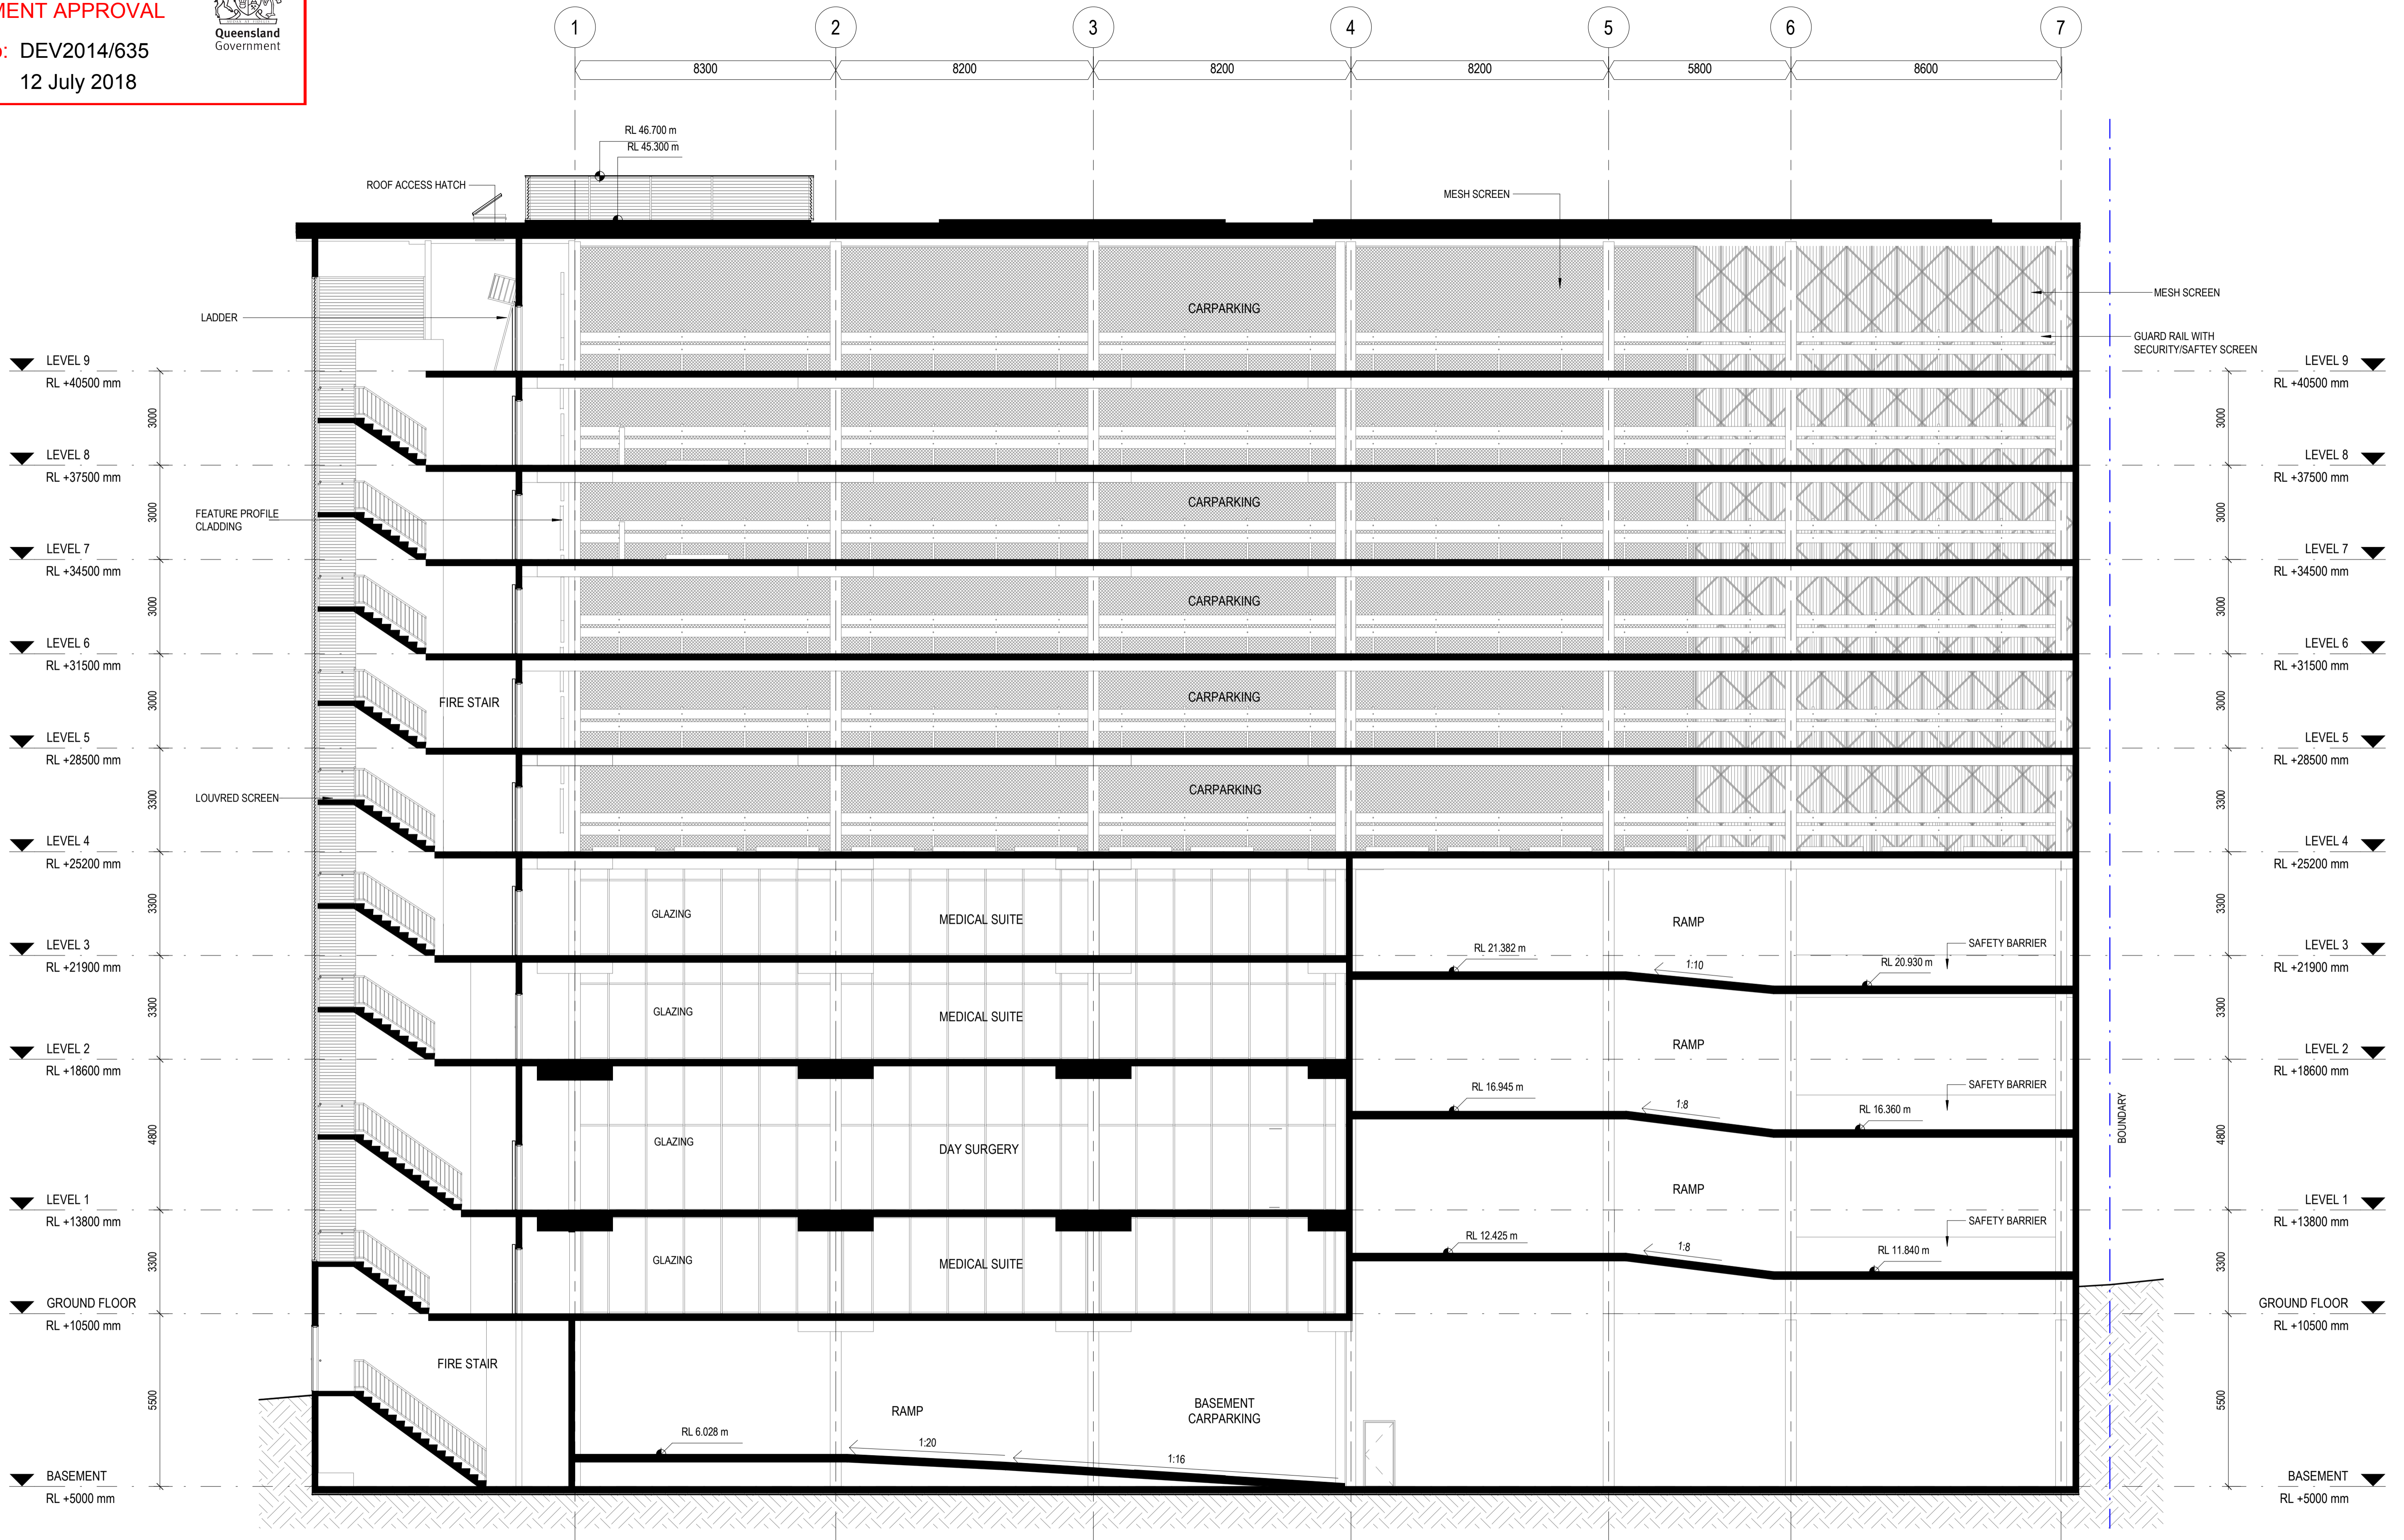 MENT APPROVAL
Queensland
Government
: DEV2014/635
12 July 2018
1
2
3
4
5
6
7
8300
8200
8200
8200
5800
8600
RL 46.700 m
RL 45.300 m
ROOF ACCESS HATCH
MESH SCREEN
MESH SCREEN
CARPARKING
LADDER
GUARD RAIL WITH
SECURITY/SAFTEY SCREEN
LEVEL 9
RL +40500 mm
LEVEL 9
RL +40500 mm
3000
3000
LEVEL 8
RL +37500 mm
LEVEL 8
RL +37500 mm
CARPARKING
FEATURE PROFILE
CLADDING
3000
3000
LEVEL 7
RL +34500 mm
LEVEL 7
RL +34500 mm
CARPARKING
3000
3000
LEVEL 6
RL +31500 mm
LEVEL 6
RL +31500 mm
FIRE STAIR
CARPARKING
3000
3000
LEVEL 5
RL +28500 mm
LEVEL 5
RL +28500 mm
CARPARKING
LOUVRED SCREEN
3300
3300
LEVEL 4
RL +25200 mm
LEVEL 4
RL +25200 mm
GLAZING
MEDICAL SUITE
RAMP
3300
3300
LEVEL 3
RL +21900 mm
RL 21.382 m
1:10
RL 20.930 m
SAFETY BARRIER
LEVEL 3
RL +21900 mm
GLAZING
MEDICAL SUITE
3300
3300
RAMP
LEVEL 2
RL +18600 mm
LEVEL 2
RL +18600 mm
RL 16.945 m
1:8
RL 16.360 m
SAFETY BARRIER
BOUNDARY
GLAZING
DAY SURGERY
4800
4800
RAMP
LEVEL 1
RL +13800 mm
LEVEL 1
RL +13800 mm
RL 12.425 m
1:8
RL 11.840 m
SAFETY BARRIER
GLAZING
MEDICAL SUITE
3300
3300
GROUND FLOOR
RL +10500 mm
GROUND FLOOR
RL +10500 mm
FIRE STAIR
5500
5500
RAMP
BASEMENT
CARPARKING
RL 6.028 m
1:20
1:16
BASEMENT
RL +5000 mm
BASEMENT
RL +5000 mm